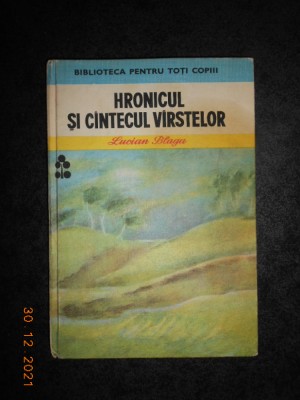 BIBLIOTECA PENTRU TOȚI COPIII
HRONICUL
ȘI CÎNTECUL VÎRSTELOR
Lucian Blaga
30.12.2021